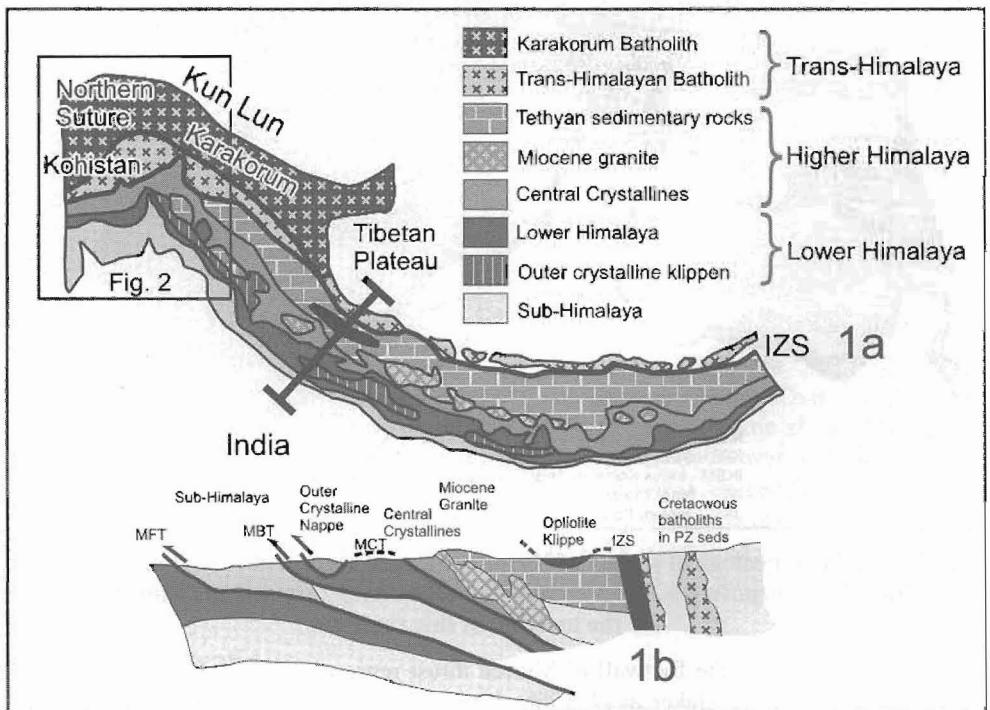 Karakorum Batholith
Trans-Himalayan Batholith
Trans-Himalaya
Tethyan sedimentary rocks
Miocene granite
Central Crystallines
Higher Himalaya
Lower Himalaya
Outer crystalline klippen
Lower Himalaya
Sub-Himalaya
Northern
Suture
Kun Lun
Karakorum
Kohistan
Tibetan
Plateau
Fig. 2
IZS
1a
India
Sub-Himalaya
Outer
Crystalline
Nappe
Miocene
Granite
Central
Crystallines
Opliolite
Klippe
IZS
Cretacwous
batholiths
in PZ seds
MFT
MBT
MCT
1b